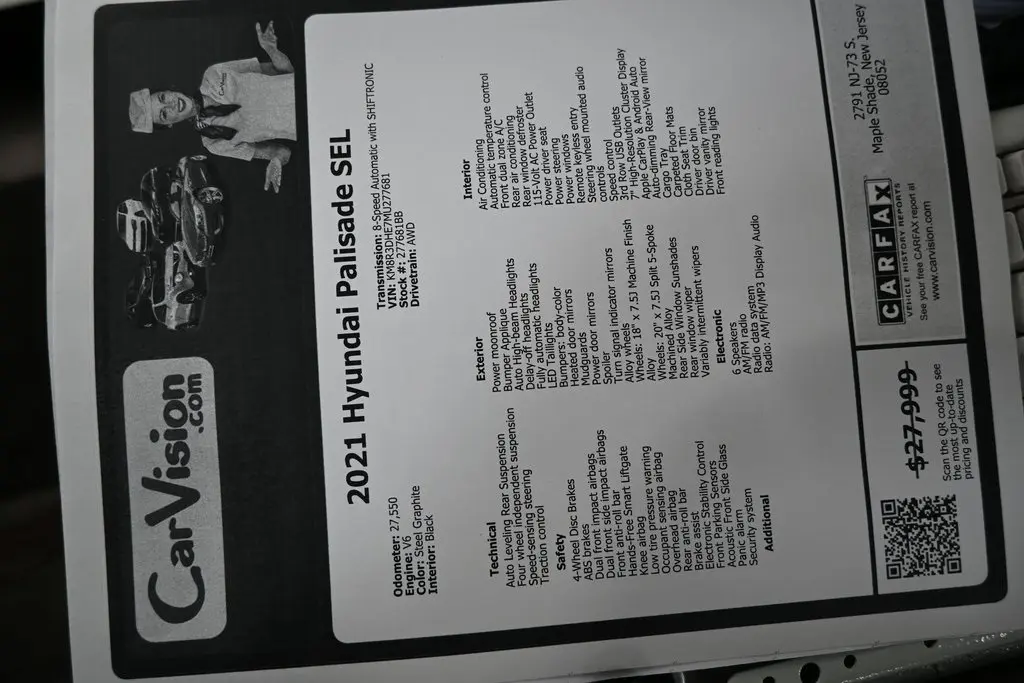 CarVision
.com
2021 Hyundai Palisade SEL
Odometer: 27,550
Engine: V6
Color: Steel Graphite
Interior: Black
Transmission: 8-Speed Automatic with SHIFTRONIC
VIN: KM8R3DHE7MU277681
Stock #: 277681BB
Drivetrain: AWD
Technical
Auto Leveling Rear Suspension
Four wheel independent suspension
Speed-sensing steering
Traction control
Safety
4-Wheel Disc Brakes
ABS brakes
Dual front impact airbags
Dual front side impact airbags
Front anti-roll bar
Hands-Free Smart Liftgate
Knee airbag
Low tire pressure warning
Occupant sensing airbag
Overhead airbag
Rear anti-roll bar
Brake assist
Electronic Stability Control
Front Parking Sensors
Acoustic Front Side Glass
Panic alarm
Security system
Additional
Exterior
Power moonroof
Bumper Applique
Auto High-beam Headlights
Delay-off headlights
Fully automatic headlights
LED Taillights
Bumpers: body-color
Heated door mirrors
Mudguards
Power door mirrors
Spoiler
Turn signal indicator mirrors
Alloy wheels
Wheels: 18" x 7.5J Machine Finish
Alloy
Wheels: 20" x 7.5J Split 5-Spoke
Machined Alloy
Rear Side Window Sunshades
Rear window wiper
Variably intermittent wipers
Electronic
6 Speakers
AM/FM radio
Radio data system
Radio: AM/FM/MP3 Display Audio
Interior
Air Conditioning
Automatic temperature control
Front dual zone A/C
Rear air conditioning
Rear window defroster
115-Volt AC Power Outlet
Power driver seat
Power steering
Power windows
Remote keyless entry
Steering wheel mounted audio
controls
Speed control
3rd Row USB Outlets
7" High-Resolution Cluster Display
Apple CarPlay & Android Auto
Auto-dimming Rear-View mirror
Cargo Tray
Carpeted Floor Mats
Cloth Seat Trim
Driver door bin
Driver vanity mirror
Front reading lights
$27,999
Scan the QR code to see
the most up-to-date
pricing and discounts
CARFAX
VEHICLE HISTORY REPORTS
See your free CARFAX report at
www.carvision.com
2791 NJ-73 S.
Maple Shade, New Jersey
08052